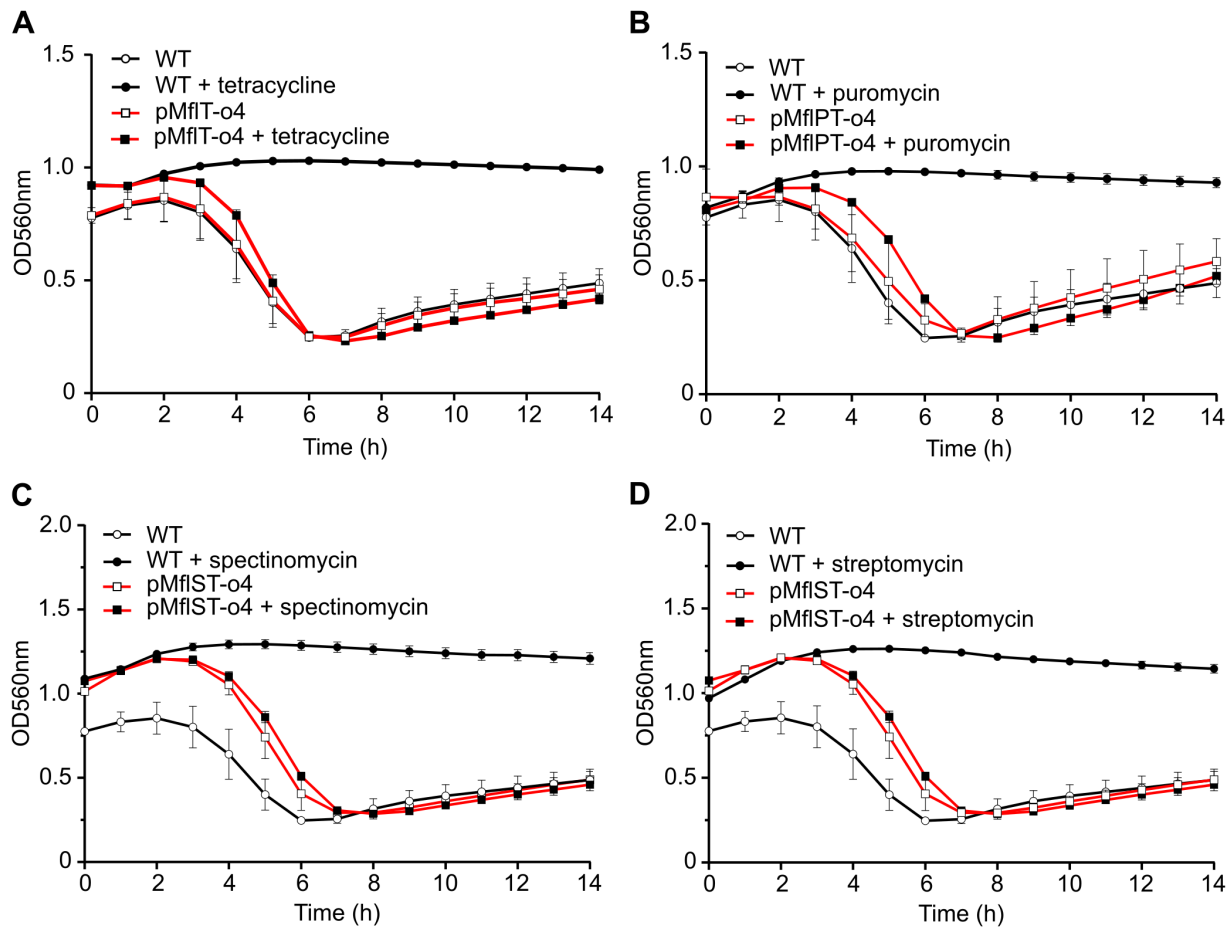 A
1.5
1.0
0.5
0
OD560nm
WT
WT + tetracycline
pMflT-o4
pMflT-o4 + tetracycline
0 2 4 6 8 10 12 14
Time (h)
B
1.5
1.0
0.5
0
OD560nm
WT
WT + puromycin
pMflPT-o4
pMflPT-o4 + puromycin
0 2 4 6 8 10 12 14
Time (h)
C
2.0
1.5
1.0
0.5
0
OD560nm
WT
WT + spectinomycin
pMflST-o4
pMflST-o4 + spectinomycin
0 2 4 6 8 10 12 14
Time (h)
D
2.0
1.5
1.0
0.5
0
OD560nm
WT
WT + streptomycin
pMflST-o4
pMflST-o4 + streptomycin
0 2 4 6 8 10 12 14
Time (h)